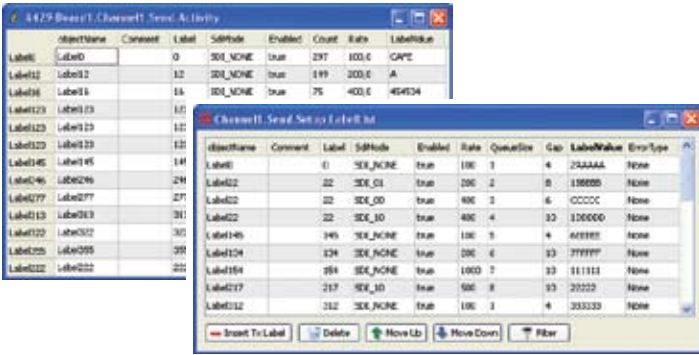 A429 Board1.Channel1.Send.Activity
objectName Comment Label SdiMode Enabled Count Rate LabelValue
Label0 Label0 0 SDI_NONE true 297 100,0 CAFE
Label12 Label12 12 SDI_NONE true 149 200,0 A
Label16 Label16 16 SDI_NONE true 75 400,0 454534
Label123 Label123
Label123 Label123
Label123 Label123
Label145 Label145
Label246 Label246
Label277 Label277
Label313 Label313
Label322 Label322
Label355 Label355
Label222 Label222
Channel1.Send.Setup.LabelList
objectName Comment Label SdiMode Enabled Rate QueueSize Gap LabelValue ErrorType
Label0 0 SDI_NONE true 100 1 4 2AAAAA None
Label22 22 SDI_01 true 200 2 8 1BBBBB None
Label22 22 SDI_00 true 400 3 6 CCCCC None
Label22 22 SDI_10 true 400 4 10 1DDDDD None
Label145 145 SDI_NONE true 100 5 4 6EEEEE None
Label134 134 SDI_NONE true 200 6 10 7FFFFF None
Label154 154 SDI_NONE true 1000 7 10 111111 None
Label217 217 SDI_10 true 500 8 10 22222 None
Label312 312 SDI_NONE true 100 4 333333 None
Insert Tx Label Delete Move Up Move Down Filter